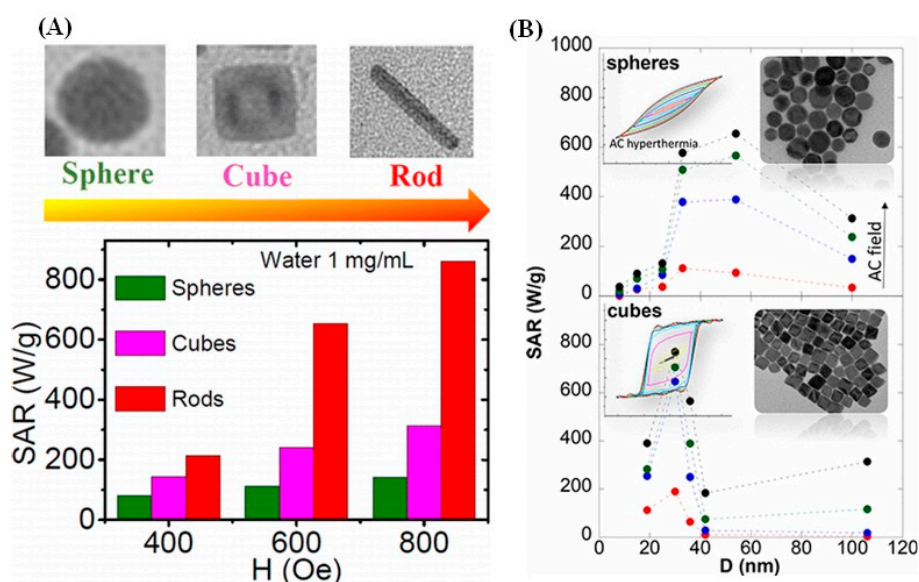 (A)
Sphere Cube Rod
Water 1 mg/mL
Spheres
Cubes
Rods
SAR (W/g)
800
600
400
200
0
400 600 800
H (Oe)
(B)
spheres
AC hyperthermia
AC field
1000
800
600
400
200
0
SAR (W/g)
cubes
800
600
400
200
0
0 20 40 60 80 100 120
D (nm)